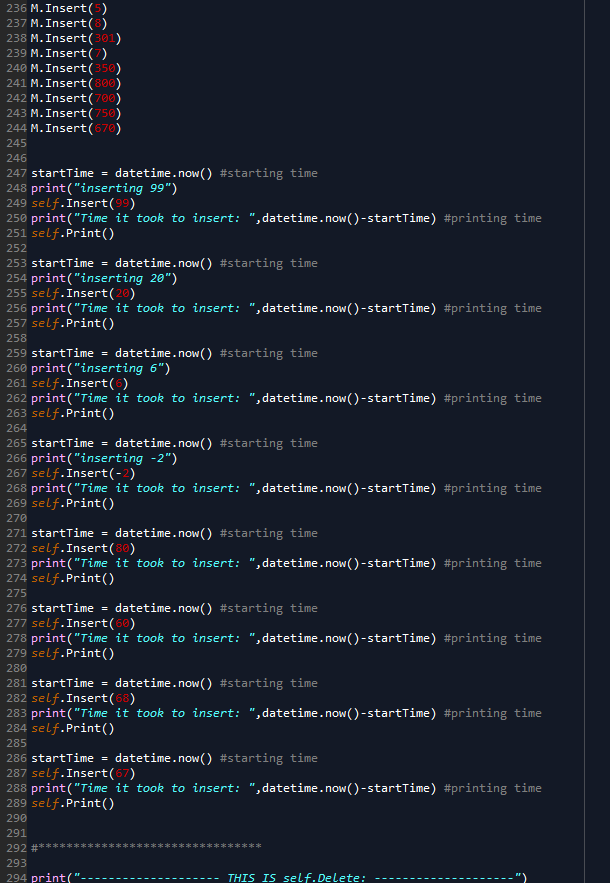 236 M.Insert(5)
237 M.Insert(8)
238 M.Insert(301)
239 M.Insert(7)
240 M.Insert(350)
241 M.Insert(800)
242 M.Insert(700)
243 M.Insert(750)
244 M.Insert(670)
245
246
247 startTime = datetime.now() #starting time
248 print("inserting 99")
249 self.Insert(99)
250 print("Time it took to insert: ",datetime.now()-startTime) #printing time
251 self.Print()
252
253 startTime = datetime.now() #starting time
254 print("inserting 20")
255 self.Insert(20)
256 print("Time it took to insert: ",datetime.now()-startTime) #printing time
257 self.Print()
258
259 startTime = datetime.now() #starting time
260 print("inserting 6")
261 self.Insert(6)
262 print("Time it took to insert: ",datetime.now()-startTime) #printing time
263 self.Print()
264
265 startTime = datetime.now() #starting time
266 print("inserting -2")
267 self.Insert(-2)
268 print("Time it took to insert: ",datetime.now()-startTime) #printing time
269 self.Print()
270
271 startTime = datetime.now() #starting time
272 self.Insert(80)
273 print("Time it took to insert: ",datetime.now()-startTime) #printing time
274 self.Print()
275
276 startTime = datetime.now() #starting time
277 self.Insert(60)
278 print("Time it took to insert: ",datetime.now()-startTime) #printing time
279 self.Print()
280
281 startTime = datetime.now() #starting time
282 self.Insert(68)
283 print("Time it took to insert: ",datetime.now()-startTime) #printing time
284 self.Print()
285
286 startTime = datetime.now() #starting time
287 self.Insert(67)
288 print("Time it took to insert: ",datetime.now()-startTime) #printing time
289 self.Print()
290
291
292 #********************************
293
294 print("-------------------- THIS IS self.Delete: --------------------")